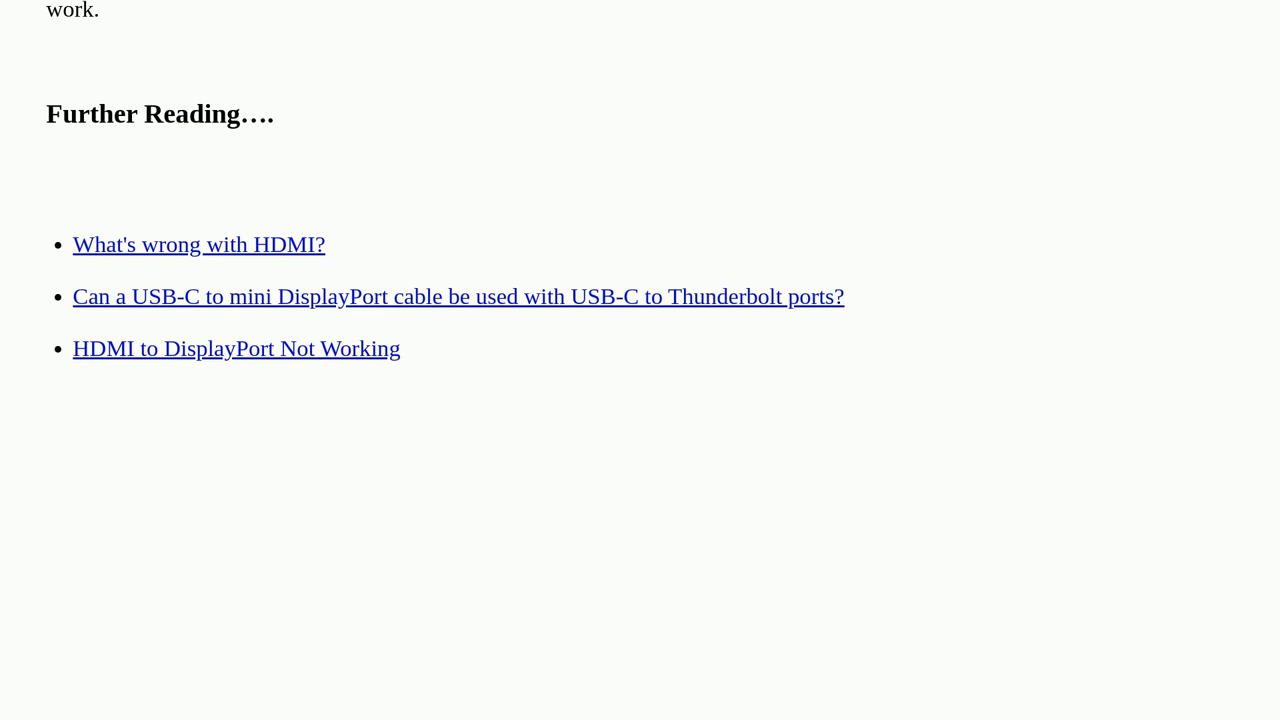 work.
Further Reading….
• What's wrong with HDMI?
• Can a USB-C to mini DisplayPort cable be used with USB-C to Thunderbolt ports?
• HDMI to DisplayPort Not Working